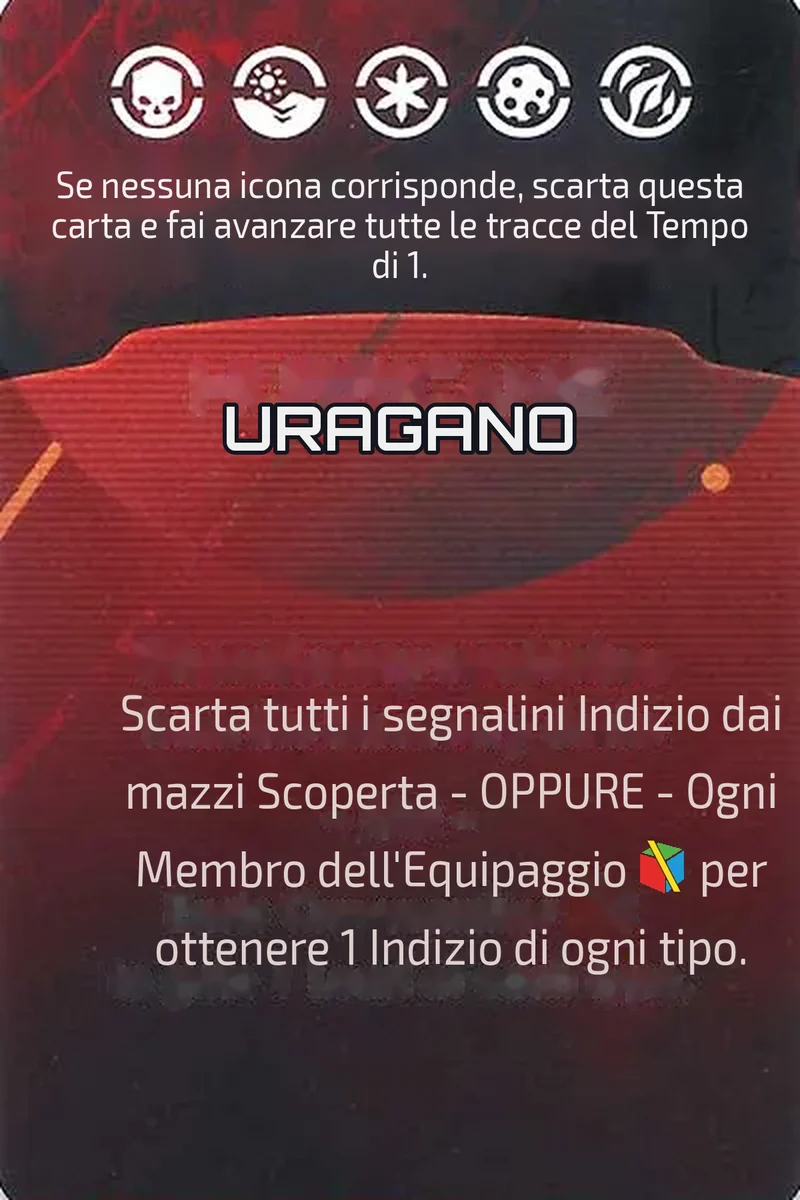 Se nessuna icona corrisponde, scarta questa
carta e fai avanzare tutte le tracce del Tempo
di 1.
URAGANO
Scarta tutti i segnalini Indizio dai
mazzi Scoperta - OPPURE - Ogni
Membro dell'Equipaggio per
ottenere 1 Indizio di ogni tipo.